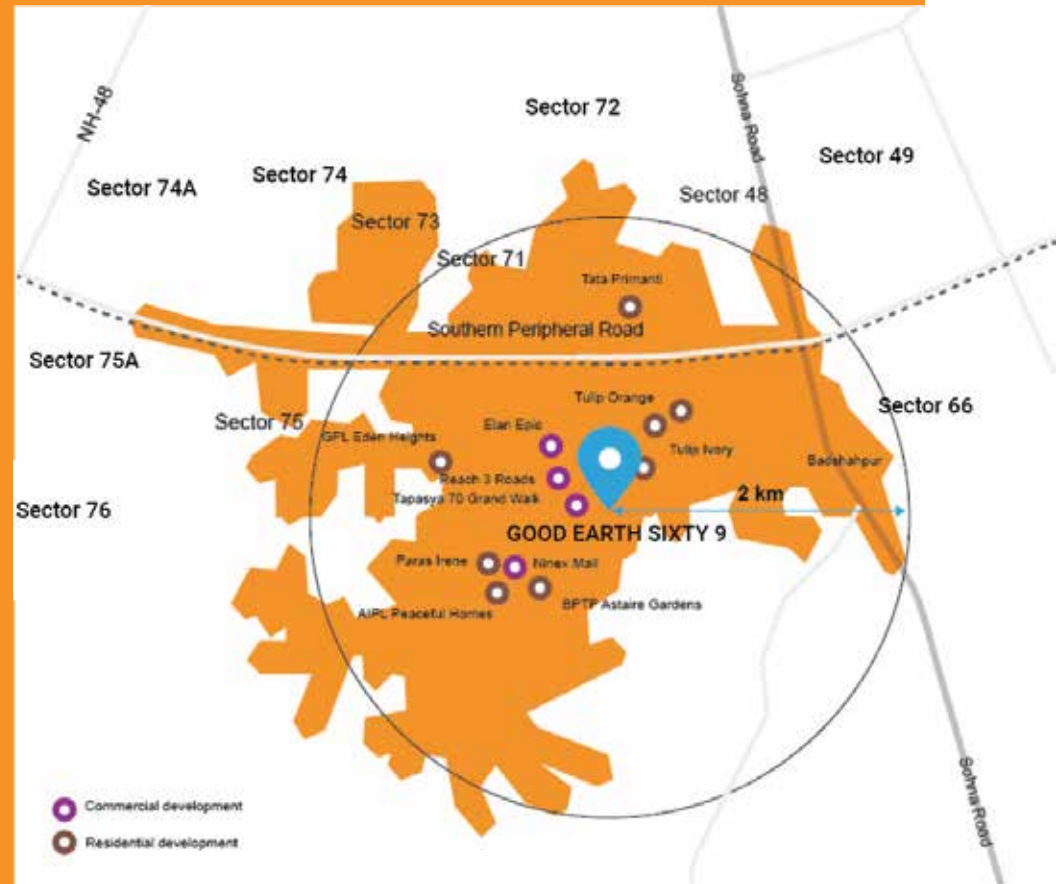 NH-48
Sector 72
Sohna Road
Sector 49
Sector 74
Sector 74A
Sector 48
Sector 73
Sector 71
Tata Primanti
Southern Peripheral Road
Sector 75A
Tulip Orange
Sector 66
Sector 75
Elan Epic
GPL Eden Heights
Tulip Ivory
Badshahpur
Reach 3 Roads
Tapasya 70 Grand Walk
2 km
Sector 76
GOOD EARTH SIXTY 9
Paras Irene
Ninex Mall
AIPL Peaceful Homes
BPTP Astaire Gardens
Sohna Road
Commercial development
Residential development